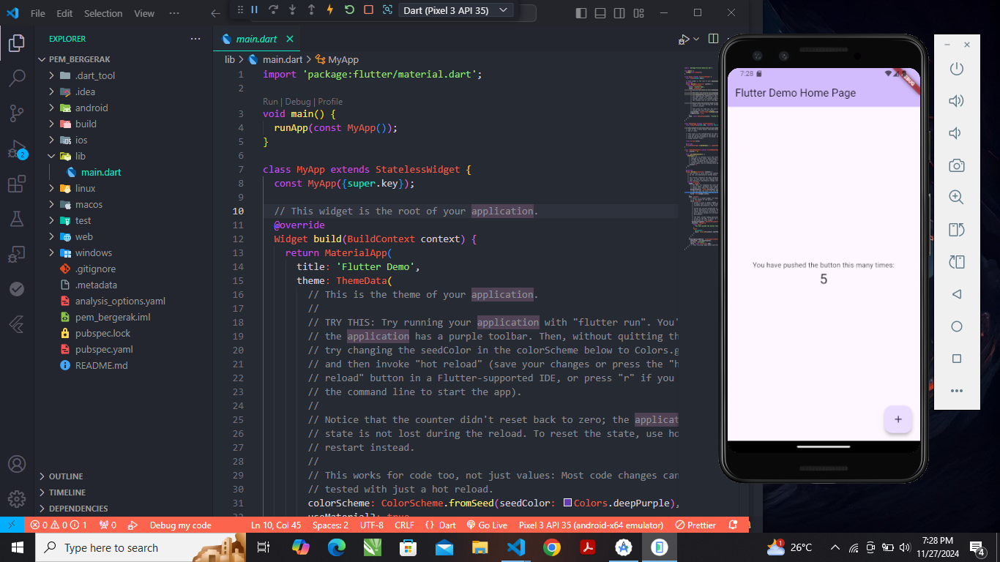 File Edit Selection View ···
Dart (Pixel 3 API 35)
EXPLORER
PEM_BERGERAK
.dart_tool
.idea
android
build
ios
lib
main.dart
linux
macos
test
web
windows
.gitignore
.metadata
analysis_options.yaml
pem_bergerak.iml
pubspec.lock
pubspec.yaml
README.md
OUTLINE
TIMELINE
DEPENDENCIES
2
main.dart
lib > main.dart > MyApp
1 import 'package:flutter/material.dart';
2
Run | Debug | Profile
3 void main() {
4 runApp(const MyApp());
5 }
6
7 class MyApp extends StatelessWidget {
8 const MyApp({super.key});
9
10 // This widget is the root of your application.
11 @override
12 Widget build(BuildContext context) {
13 return MaterialApp(
14 title: 'Flutter Demo',
15 theme: ThemeData(
16 // This is the theme of your application.
17 //
18 // TRY THIS: Try running your application with "flutter run". You'
19 // the application has a purple toolbar. Then, without quitting th
20 // try changing the seedColor in the colorScheme below to Colors.g
21 // and then invoke "hot reload" (save your changes or press the "h
22 // reload" button in a Flutter-supported IDE, or press "r" if you
23 // the command line to start the app).
24 //
25 // Notice that the counter didn't reset back to zero; the applicat
26 // state is not lost during the reload. To reset the state, use ho
27 // restart instead.
28 //
29 // This works for code too, not just values: Most code changes can
30 // tested with just a hot reload.
31 colorScheme: ColorScheme.fromSeed(seedColor: Colors.deepPurple),
7:28
DEBUG
Flutter Demo Home Page
You have pushed the button this many times:
5
+
0 0 1 0 Debug my code Ln 10, Col 45 Spaces: 2 UTF-8 CRLF {} Dart Go Live Pixel 3 API 35 (android-x64 emulator) Prettier
Type here to search
1
26°C
7:28 PM
11/27/2024
4